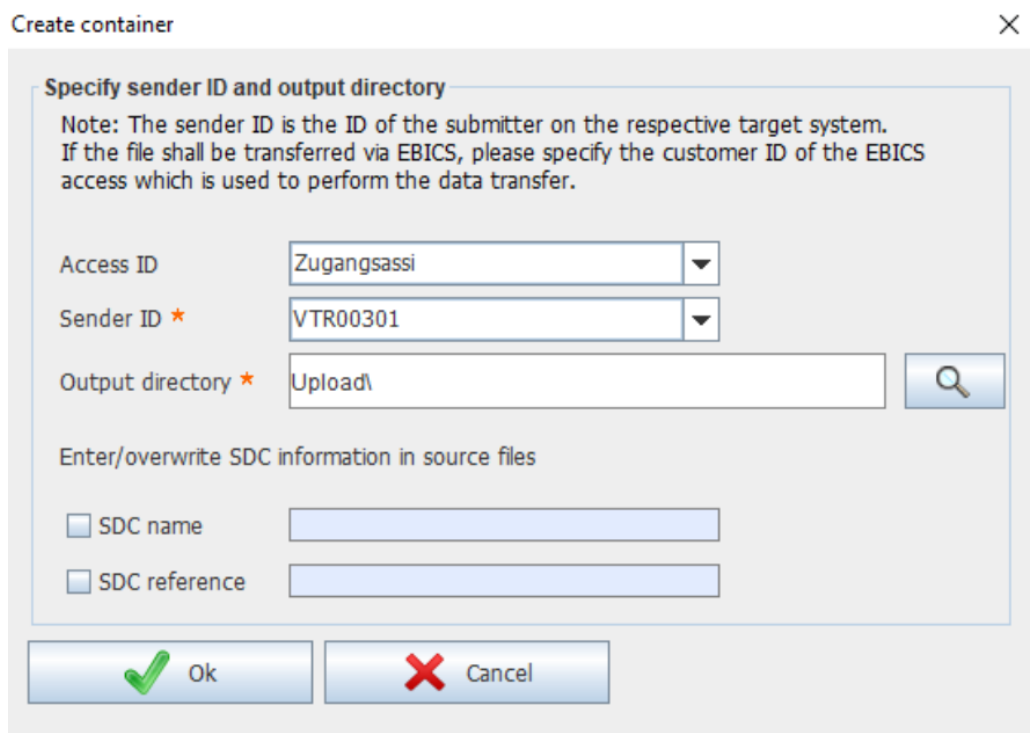 Create container
Specify sender ID and output directory
Note: The sender ID is the ID of the submitter on the respective target system.
If the file shall be transferred via EBICS, please specify the customer ID of the EBICS
access which is used to perform the data transfer.
Access ID Zugangsassi
Sender ID * VTR00301
Output directory * Upload\
Enter/overwrite SDC information in source files
SDC name
SDC reference
Ok Cancel